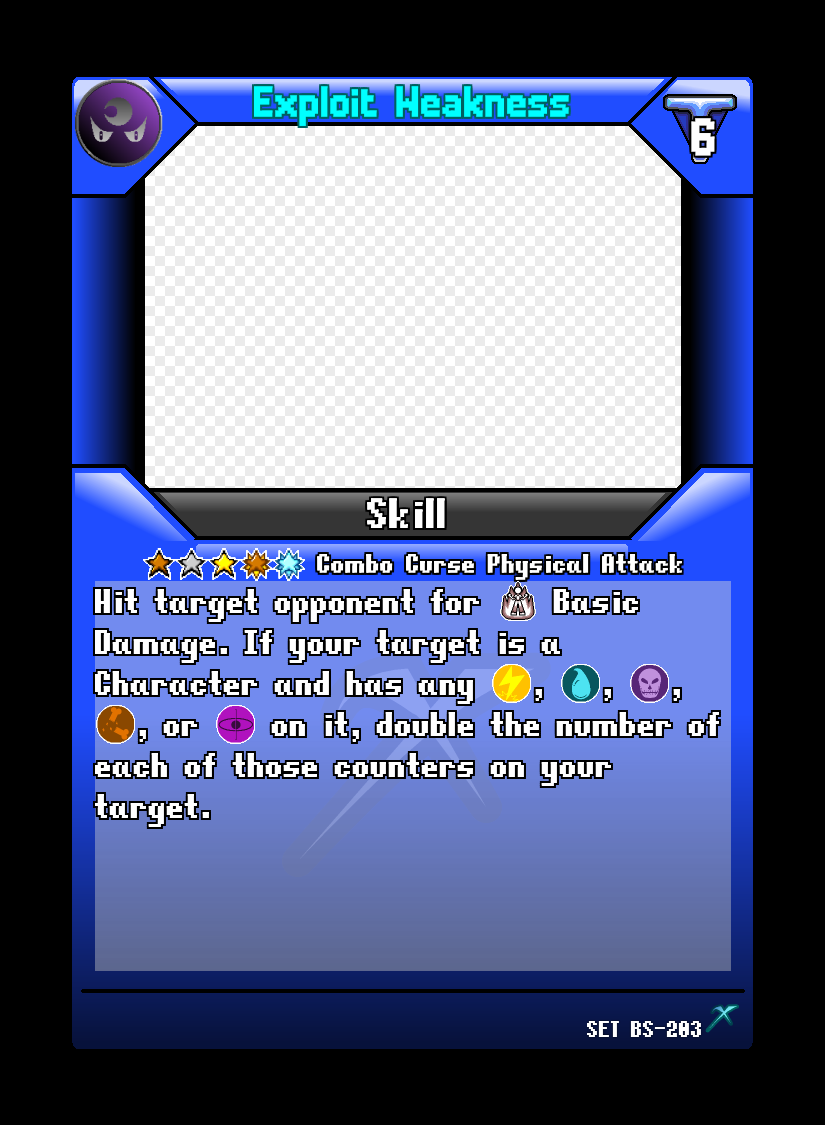 Exploit Weakness
6
Skill
Combo Curse Physical Attack
Hit target opponent for Basic
Damage. If your target is a
Character and has any , , ,
, or on it, double the number of
each of those counters on your
target.
SET BS-203